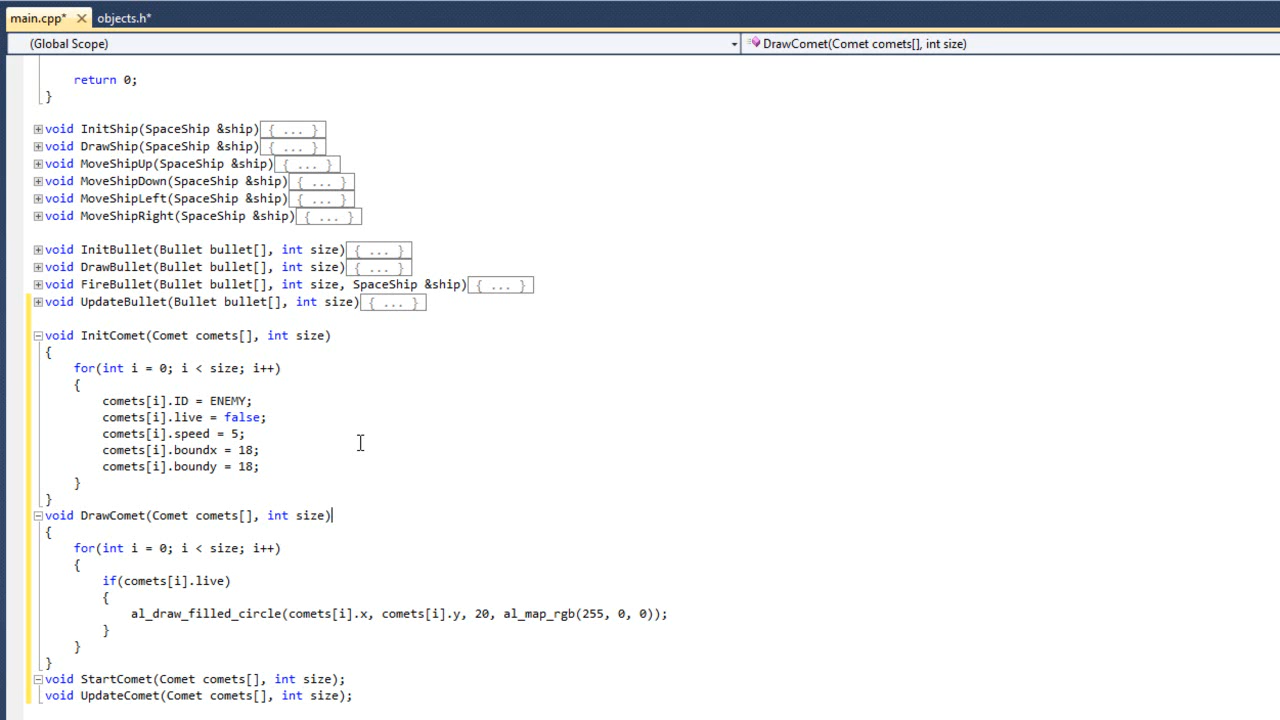 main.cpp* objects.h*
(Global Scope) DrawComet(Comet comets[], int size)
return 0;
}
void InitShip(SpaceShip &ship){ ... }
void DrawShip(SpaceShip &ship){ ... }
void MoveShipUp(SpaceShip &ship){ ... }
void MoveShipDown(SpaceShip &ship){ ... }
void MoveShipLeft(SpaceShip &ship){ ... }
void MoveShipRight(SpaceShip &ship){ ... }
void InitBullet(Bullet bullet[], int size){ ... }
void DrawBullet(Bullet bullet[], int size){ ... }
void FireBullet(Bullet bullet[], int size, SpaceShip &ship){ ... }
void UpdateBullet(Bullet bullet[], int size){ ... }
void InitComet(Comet comets[], int size)
{
for(int i = 0; i < size; i++)
{
comets[i].ID = ENEMY;
comets[i].live = false;
comets[i].speed = 5;
comets[i].boundx = 18;
comets[i].boundy = 18;
}
}
void DrawComet(Comet comets[], int size)
{
for(int i = 0; i < size; i++)
{
if(comets[i].live)
{
al_draw_filled_circle(comets[i].x, comets[i].y, 20, al_map_rgb(255, 0, 0));
}
}
}
void StartComet(Comet comets[], int size);
void UpdateComet(Comet comets[], int size);